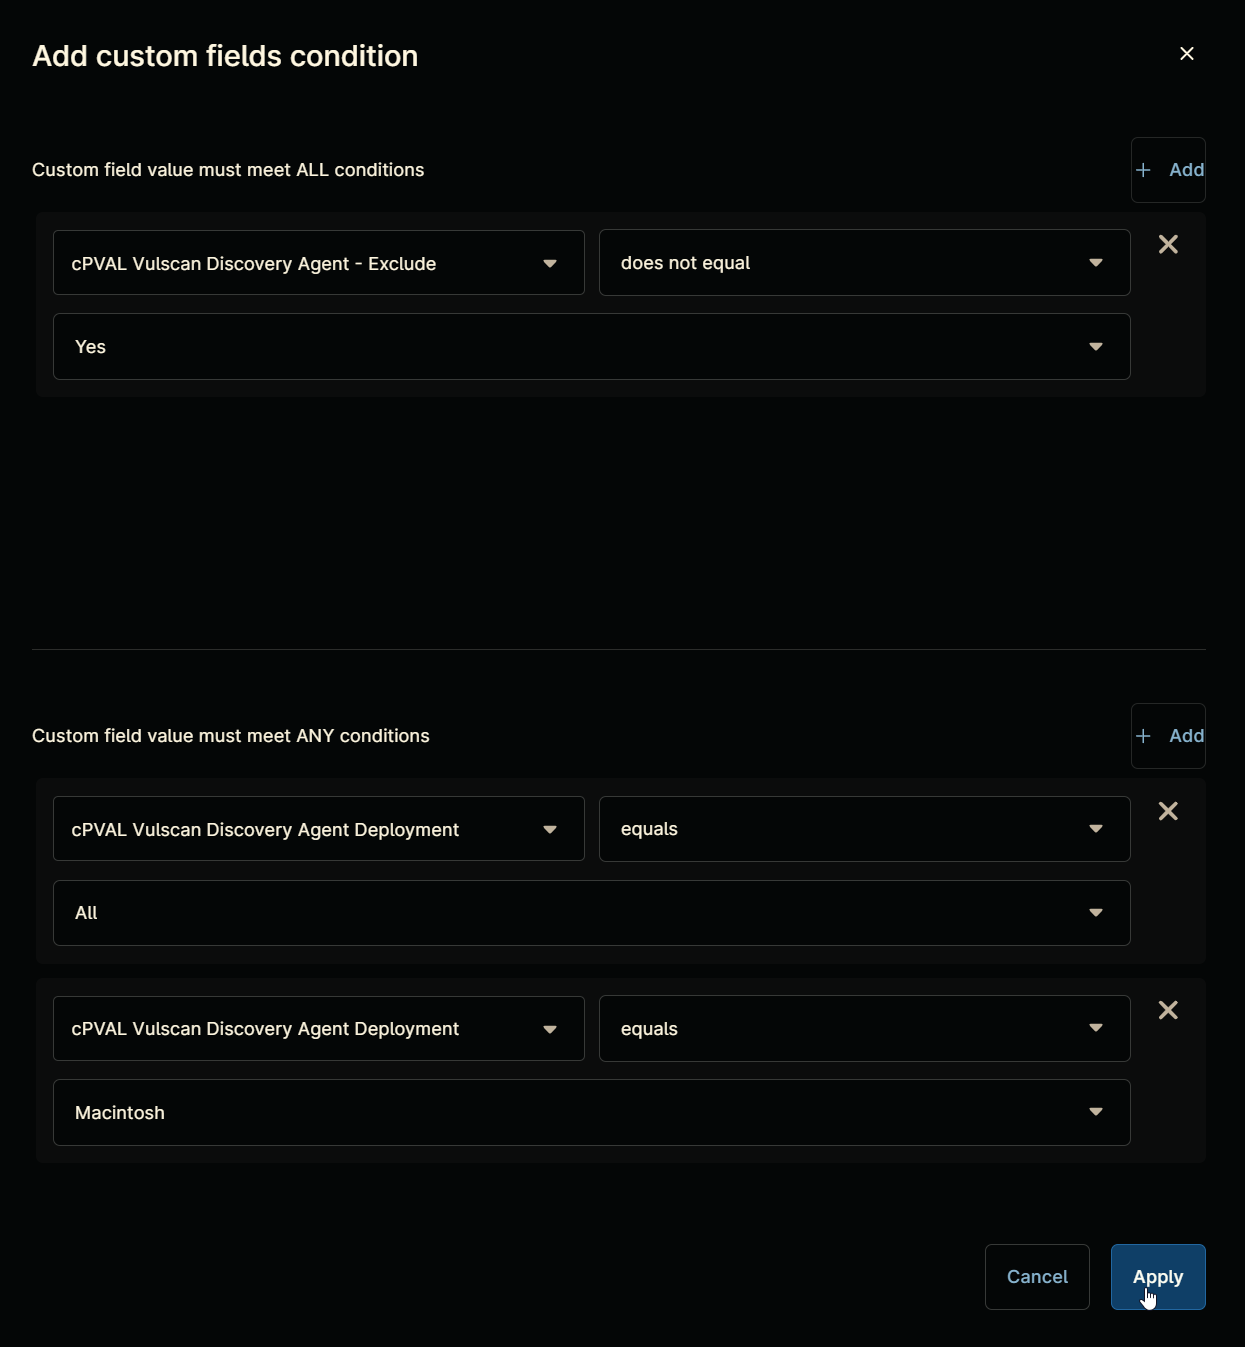 Add custom fields condition
Custom field value must meet ALL conditions
+ Add
cPVAL Vulscan Discovery Agent - Exclude
does not equal
Yes
Custom field value must meet ANY conditions
+ Add
cPVAL Vulscan Discovery Agent Deployment
equals
All
cPVAL Vulscan Discovery Agent Deployment
equals
Macintosh
Cancel
Apply